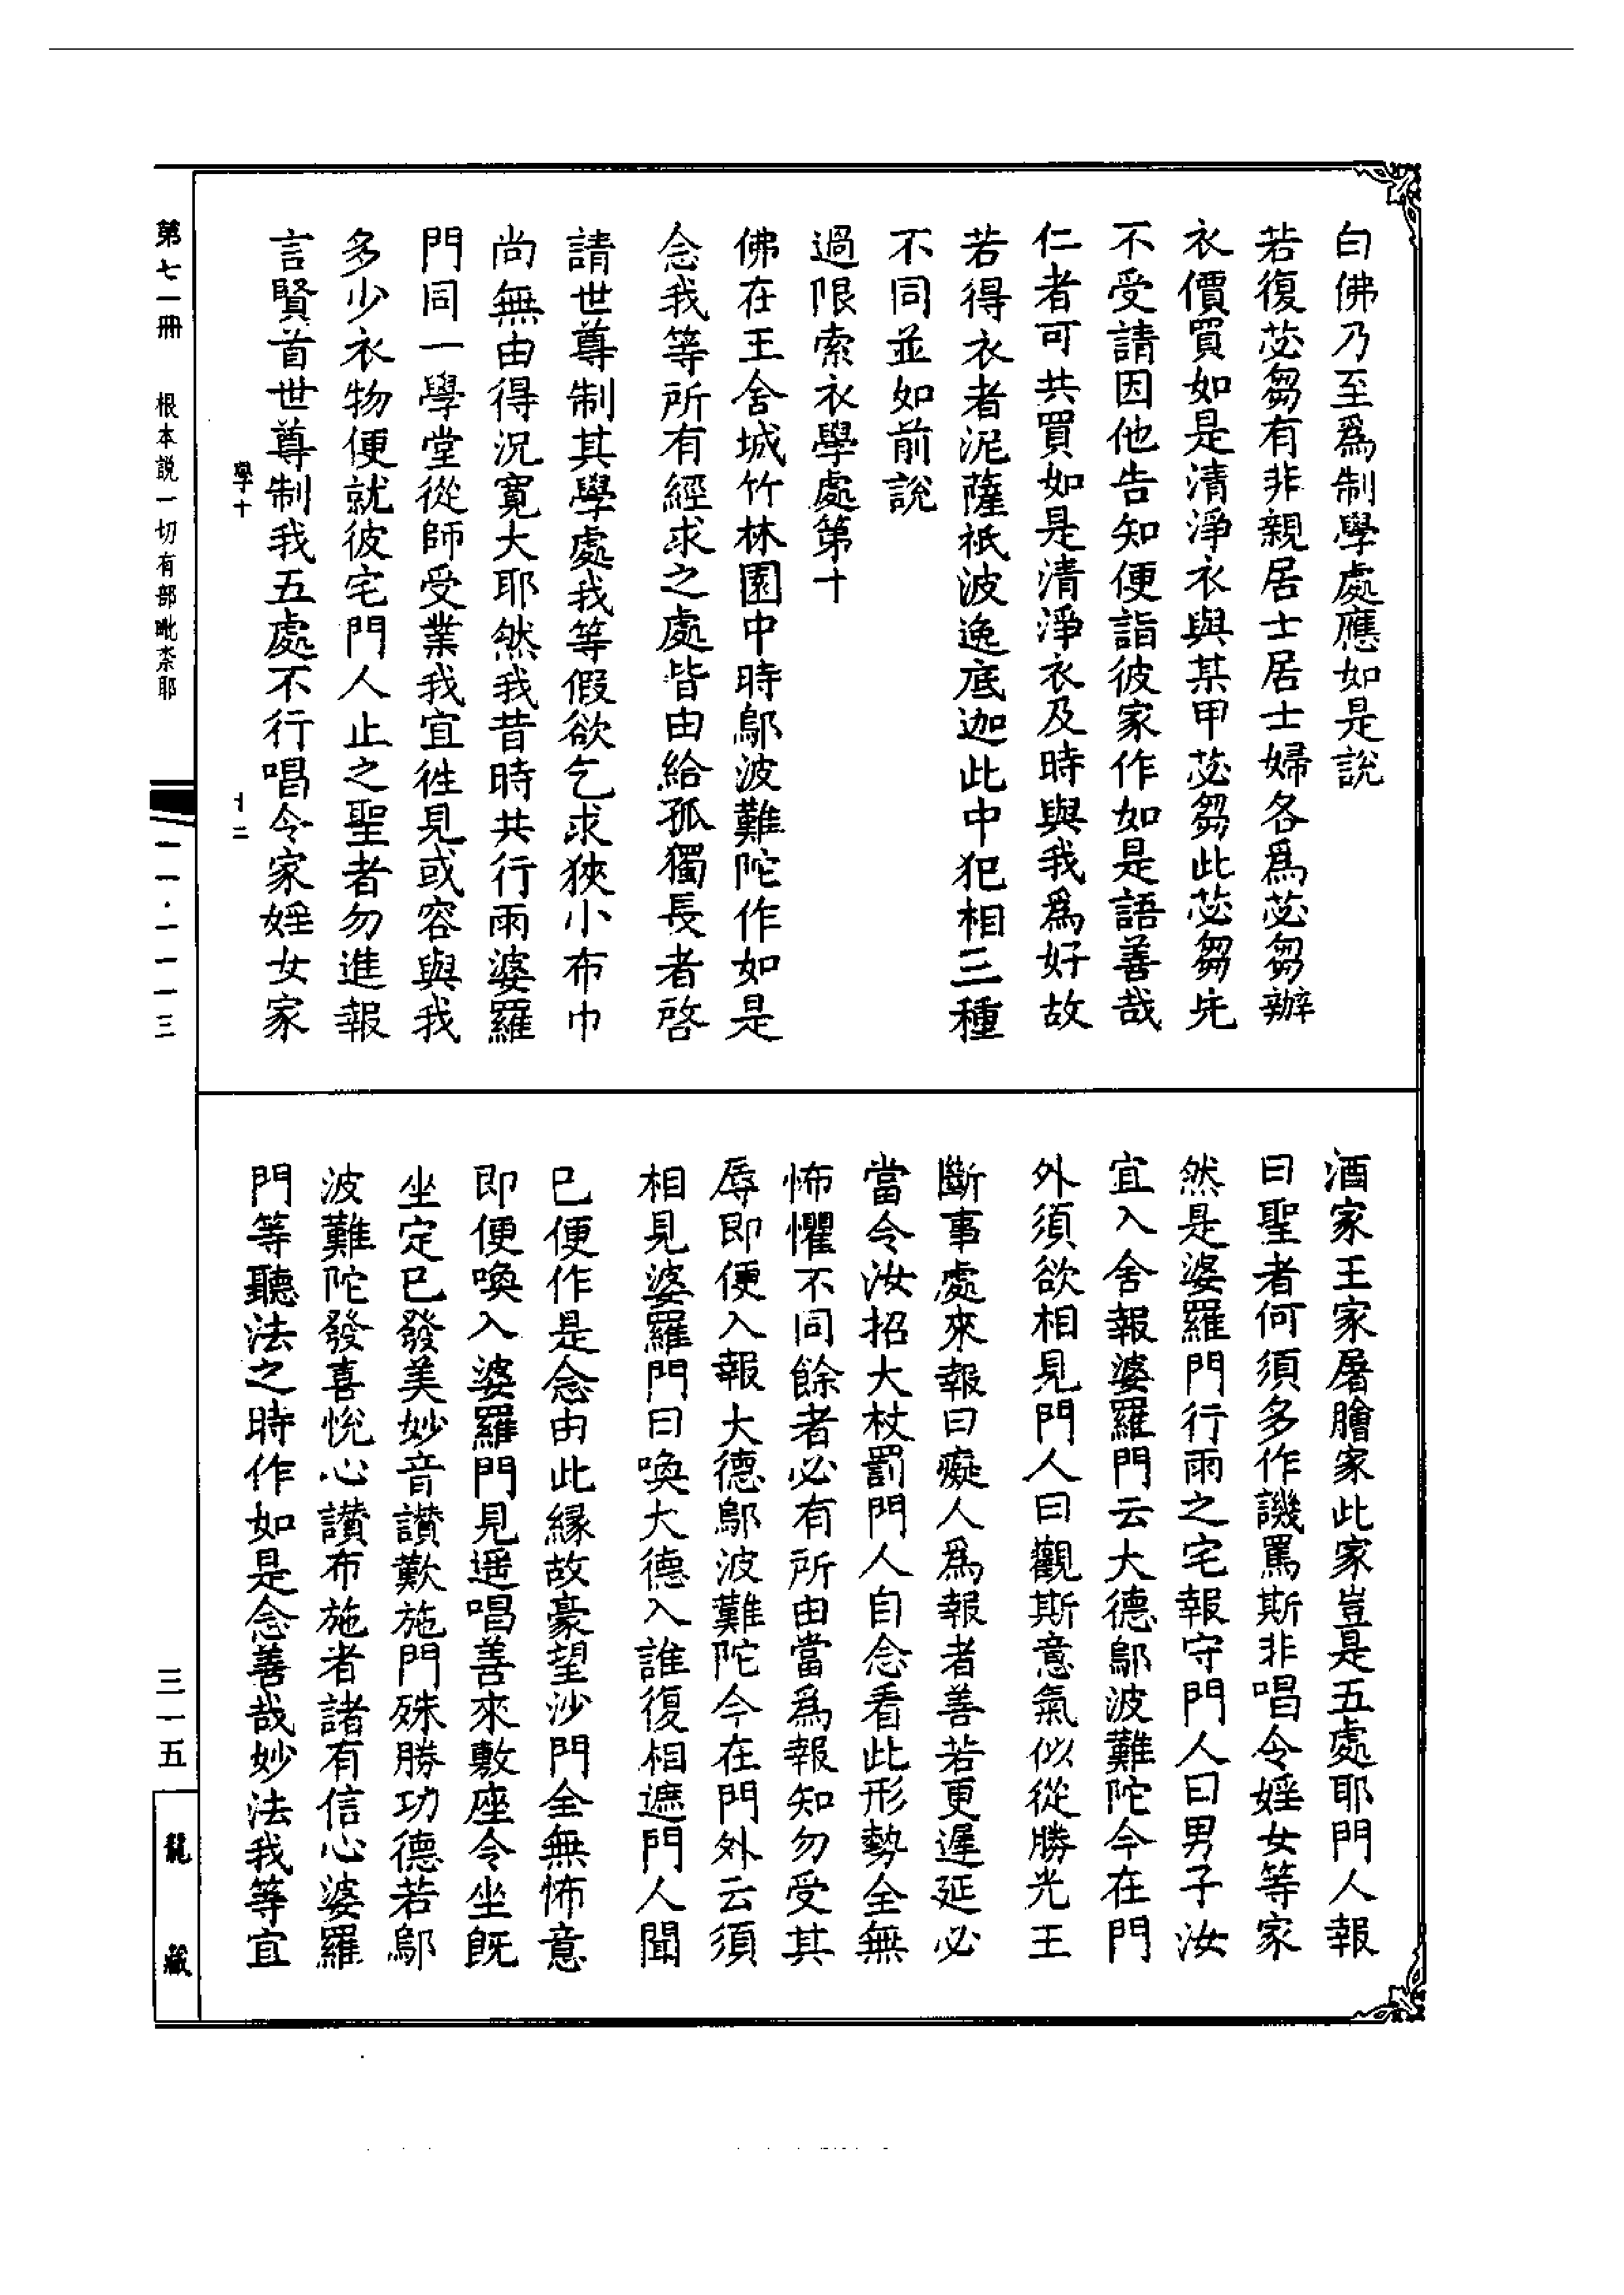 白佛乃至爲制學處應如是說
若復苾芻有非親居士居士婦各爲苾芻辦
衣價買如是清淨衣與某甲苾芻此苾芻先
不受請因他告知便詣彼家作如是語善哉
仁者可共買如是清淨衣及時與我爲好故
若得衣者泥薩祇波逸底迦此中犯相三種
不同並如前說
過限索衣學處第十
佛在王舍城竹林園中時鄔波難陀作如是
念我等所有經求之處皆由給孤獨長者啓
請世尊制其學處我等假欲乞求狹小布巾
尚無由得況寬大耶然我昔時共行雨婆羅
門同一學堂從師受業我宜徃見或容與我
多少衣物便就彼宅門人止之聖者勿進報
言賢首世尊制我五處不行唱令家婬女家
酒家王家屠膾家此家豈是五處耶門人報
曰聖者何須多作譏罵斯非唱令婬女等家
然是婆羅門行雨之宅報守門人曰男子汝
宜入舍報婆羅門云大德鄔波難陀今在門
外須欲相見門人曰觀斯意氣似從勝光王
斷事處來報曰癡人爲報者善若更遲延必
當令汝招大杖罰門人自念看此形勢全無
怖懼不同餘者必有所由當爲報知勿受其
辱即便入報大德鄔波難陀今在門外云須
相見婆羅門曰喚大德入誰復相遮門人聞
已便作是念由此緣故豪望沙門全無怖意
即便喚入婆羅門見遥唱善來敷座令坐旣
坐定已發美妙音讃歎施門殊勝功德若鄔
波難陀發喜悅心讃布施者諸有信心婆羅
門等聽法之時作如是念善哉妙法我等宜
學十
十二
第七一冊 根本說一切有部毗柰耶
一一·一一一三
三一五
龍藏